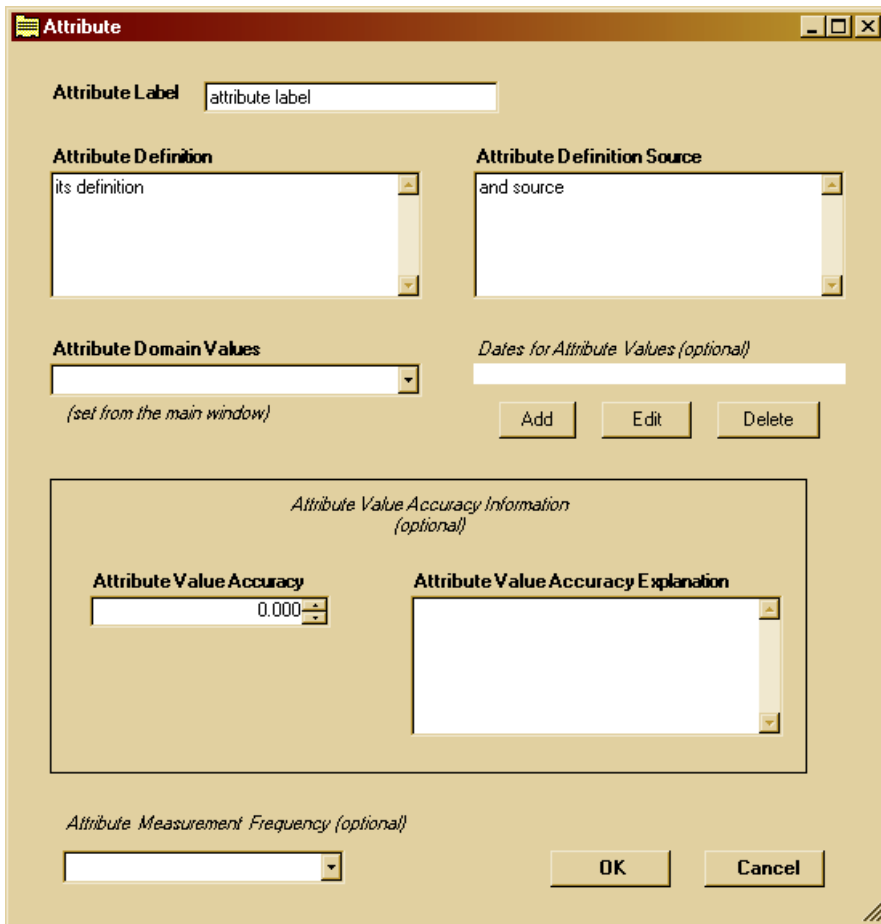 Attribute
Attribute Label
attribute label
Attribute Definition
Attribute Definition Source
its definition
and source
Attribute Domain Values
Dates for Attribute Values (optional)
(set from the main window)
Add
Edit
Delete
Attribute Value Accuracy Information
(optional)
Attribute Value Accuracy
Attribute Value Accuracy Explanation
0.000
Attribute Measurement Frequency (optional)
OK
Cancel